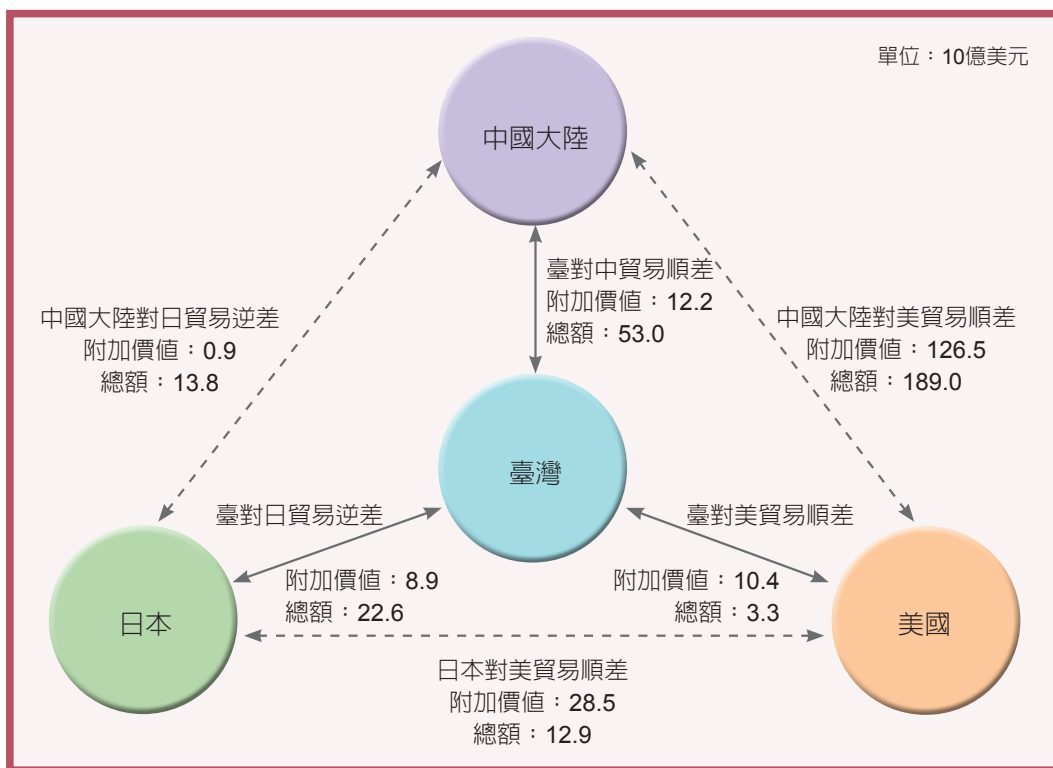 單位：10億美元
中國大陸
臺對中貿易順差
附加價值：12.2
總額：53.0
中國大陸對日貿易逆差
附加價值：0.9
總額：13.8
中國大陸對美貿易順差
附加價值：126.5
總額：189.0
臺灣
臺對日貿易逆差
附加價值：8.9
總額：22.6
臺對美貿易順差
附加價值：10.4
總額：3.3
日本
美國
日本對美貿易順差
附加價值：28.5
總額：12.9